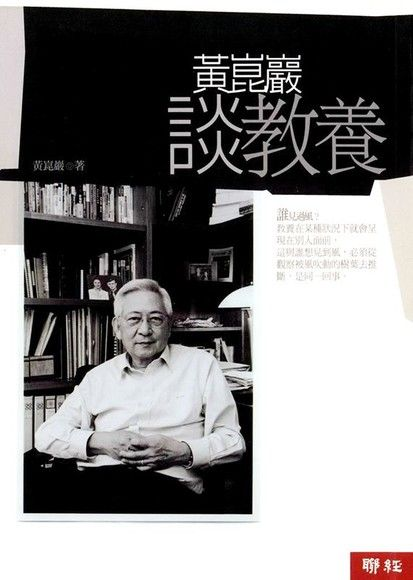 黃崑巖
談教養
黃崑巖 著
誰見過風？
教養在某種狀況下就會呈
現在別人面前，
這與誰想見到風，必須從
觀察被風吹動的樹葉去推
斷，是同一回事。
聯經